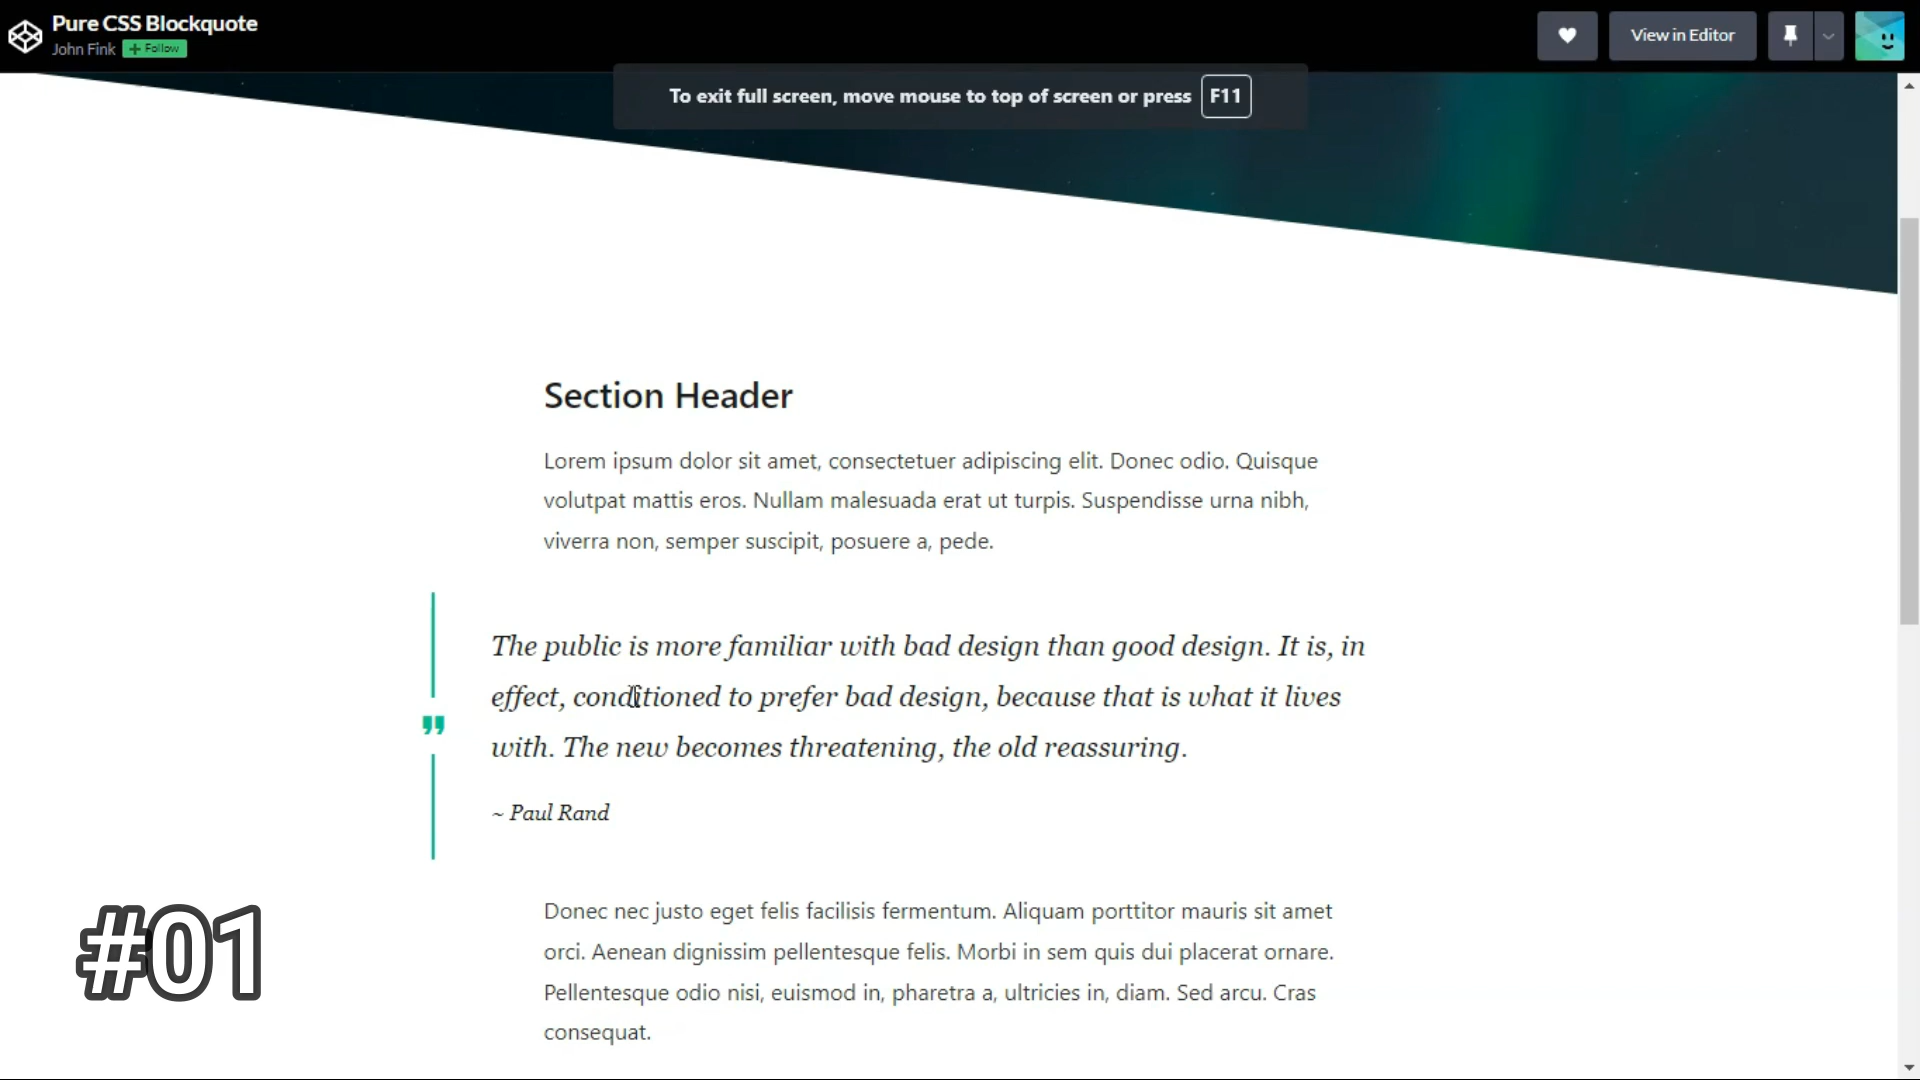 Pure CSS Blockquote
John Fink + Follow
View in Editor
To exit full screen, move mouse to top of screen or press F11
Section Header
Lorem ipsum dolor sit amet, consectetuer adipiscing elit. Donec odio. Quisque
volutpat mattis eros. Nullam malesuada erat ut turpis. Suspendisse urna nibh,
viverra non, semper suscipit, posuere a, pede.
The public is more familiar with bad design than good design. It is, in
effect, conditioned to prefer bad design, because that is what it lives
with. The new becomes threatening, the old reassuring.
~ Paul Rand
Donec nec justo eget felis facilisis fermentum. Aliquam porttitor mauris sit amet
orci. Aenean dignissim pellentesque felis. Morbi in sem quis dui placerat ornare.
Pellentesque odio nisi, euismod in, pharetra a, ultricies in, diam. Sed arcu. Cras
consequat.
#01